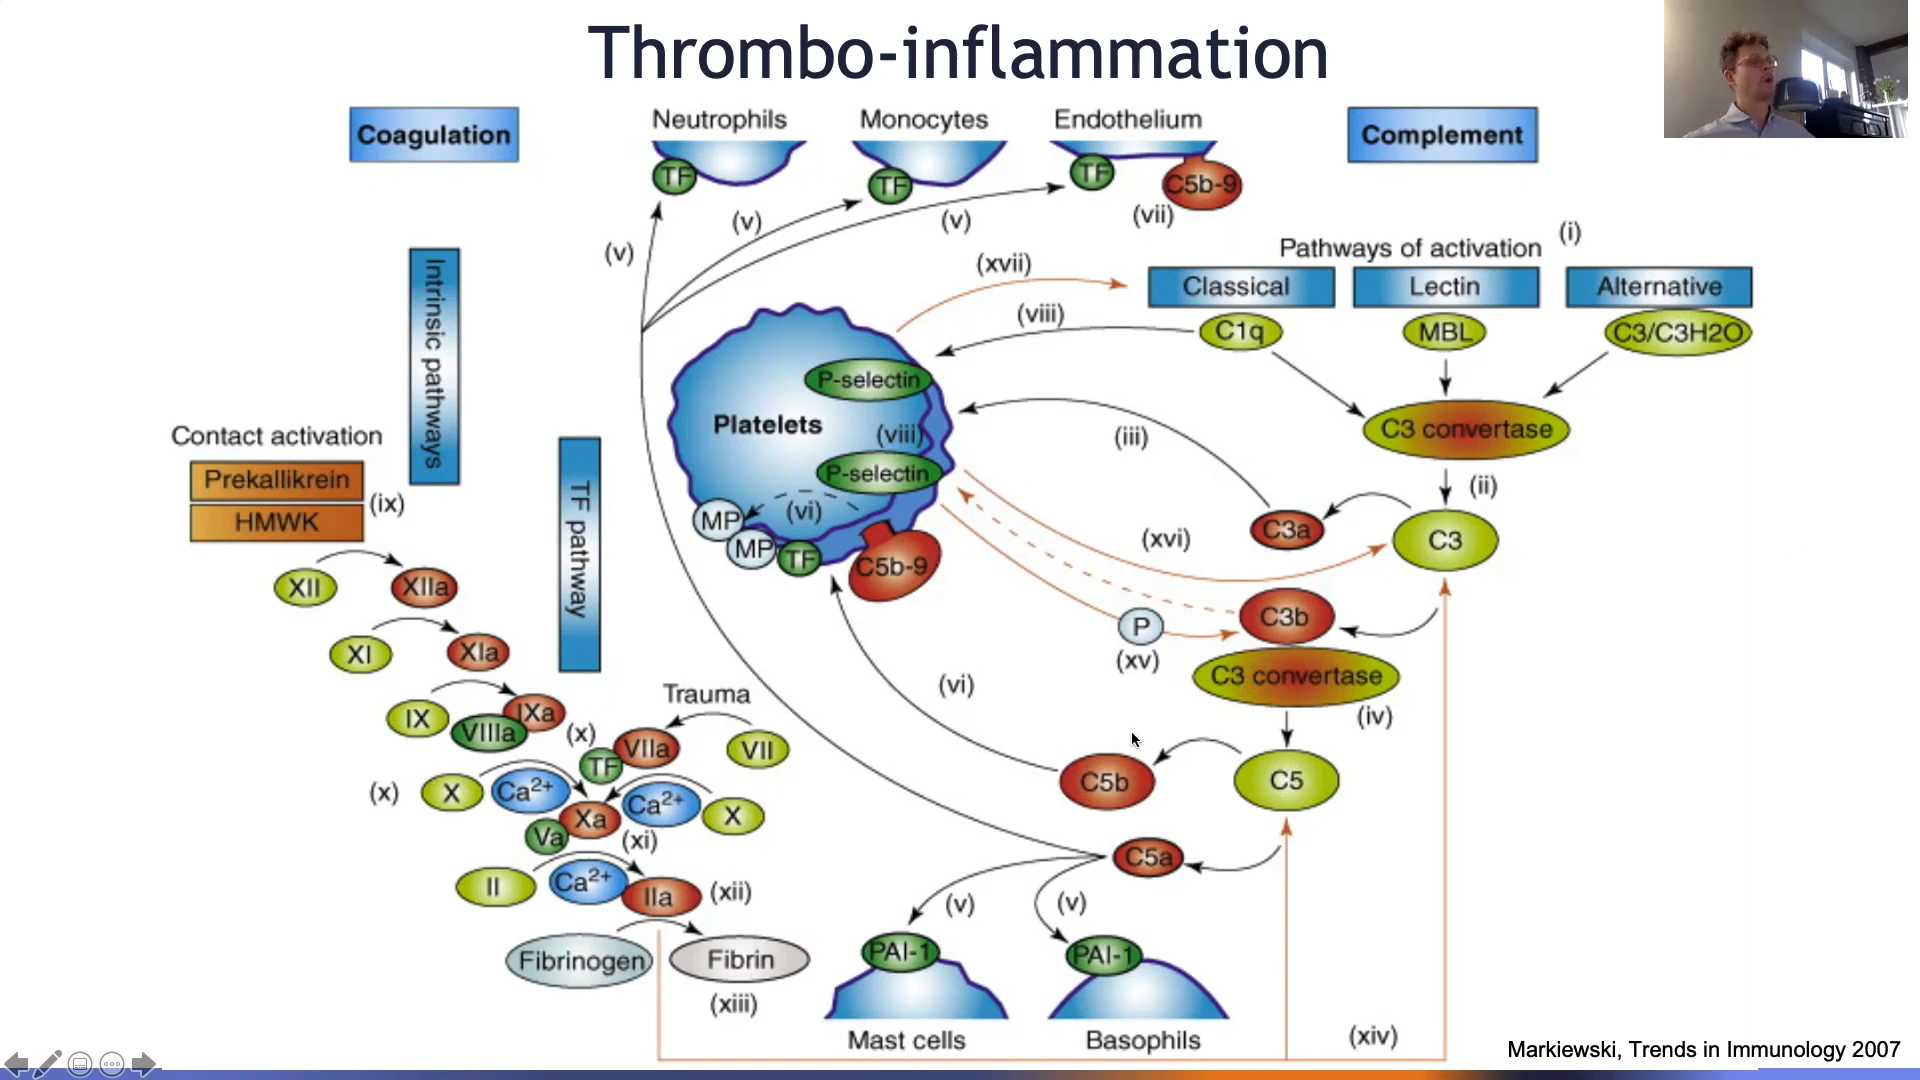 Thrombo-inflammation
Coagulation
Neutrophils
Monocytes
Endothelium
Complement
TF
TF
TF
C5b-9
(v)
(v)
(v)
(vii)
(i)
Pathways of activation
(xvii)
Classical
Lectin
Alternative
(viii)
C1q
MBL
C3/C3H2O
Intrinsic pathways
P-selectin
Platelets
(viii)
P-selectin
(iii)
C3 convertase
(ii)
Contact activation
Prekallikrein
HMWK
(ix)
TF pathway
MP
(vi)
MP
TF
C5b-9
C3a
C3
(xvi)
C3b
P
(xv)
C3 convertase
(iv)
XII
XIIa
XI
XIa
IX
IXa
VIIIa
(x)
Trauma
VIIa
TF
VII
(vi)
C5b
C5
(x)
X
Ca2+
Xa
Ca2+
X
Va
(xi)
II
Ca2+
IIa
(xii)
C5a
(v)
(v)
Fibrinogen
Fibrin
(xiii)
PAI-1
PAI-1
Mast cells
Basophils
(xiv)
Markiewski, Trends in Immunology 2007